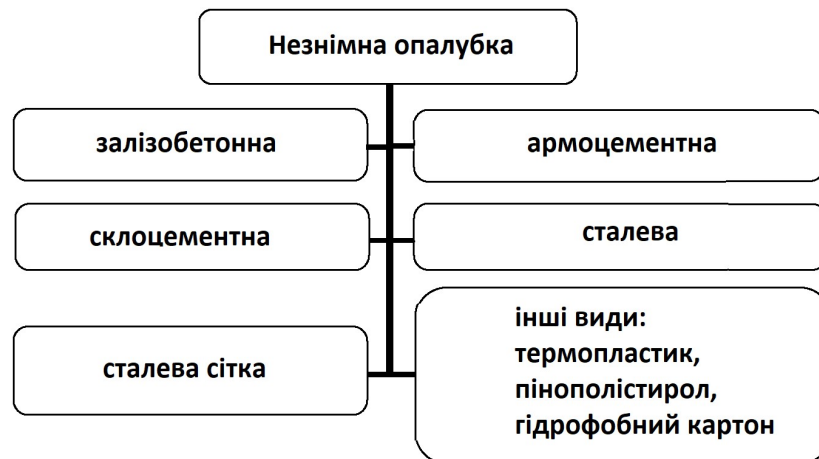 Незнімна опалубка
залізобетонна
армоцементна
склоцементна
сталева
сталева сітка
інші види:
термопластик,
пінополістирол,
гідрофобний картон